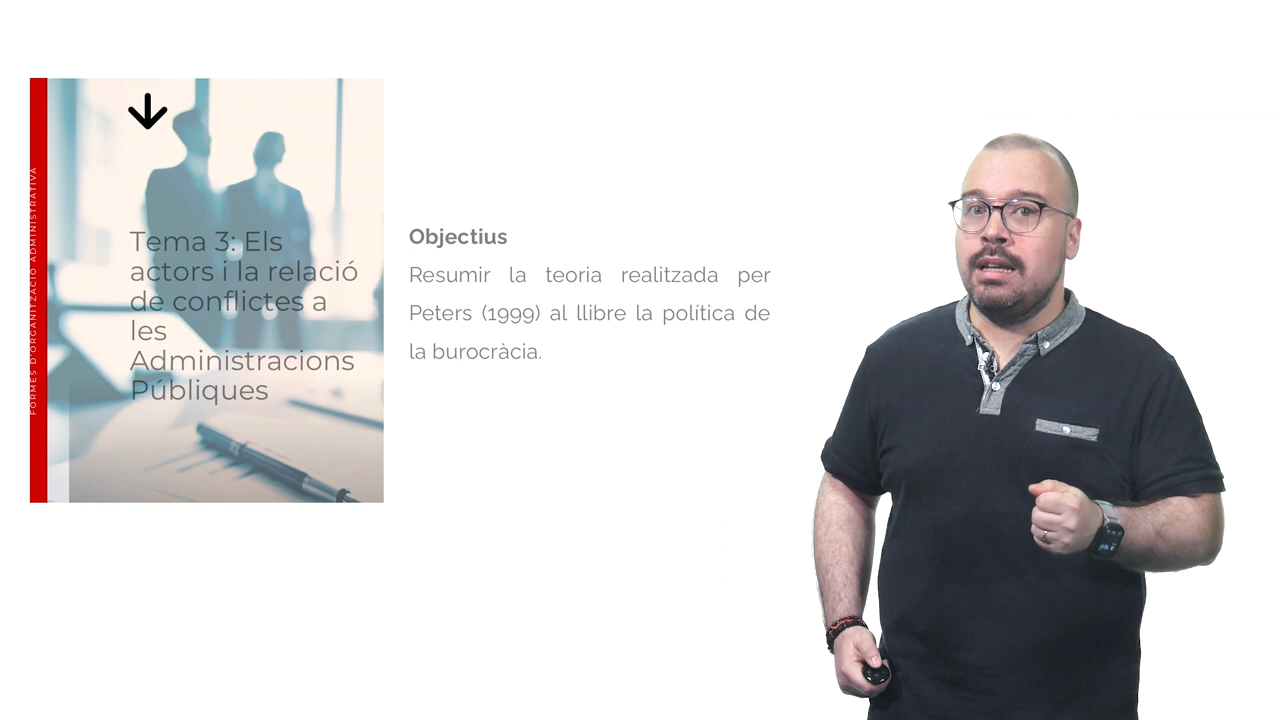 FORMES D'ORGANITZACIÓ ADMINISTRATIVA
Tema 3: Els
actors i la relació
de conflictes a
les
Administracions
Públiques
Objectius
Resumir la teoria realitzada per
Peters (1999) al llibre la política de
la burocràcia.